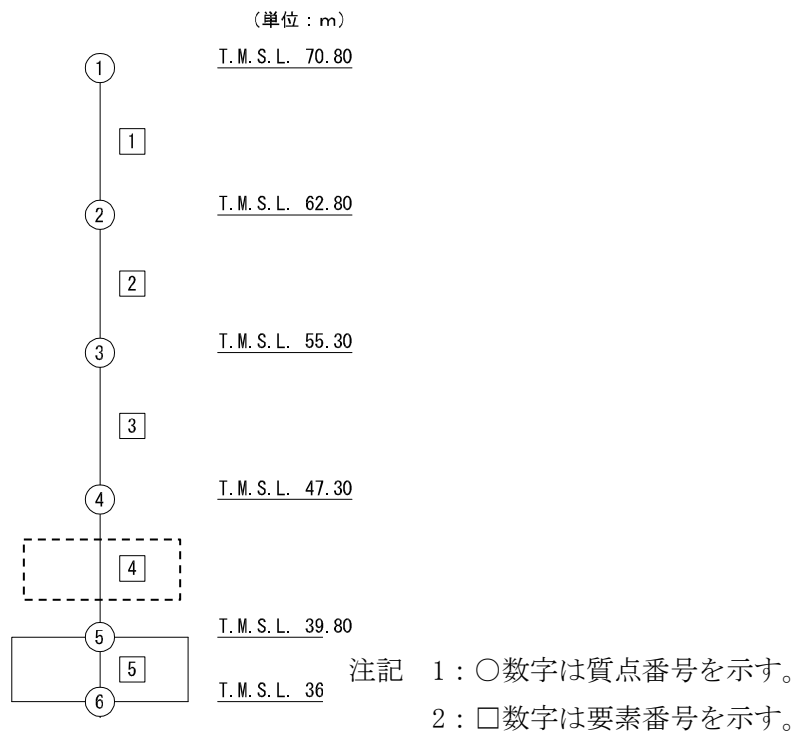 (単位:m)
① T.M.S.L. 70.80
1
② T.M.S.L. 62.80
2
③ T.M.S.L. 55.30
3
④ T.M.S.L. 47.30
4
⑤ T.M.S.L. 39.80
5
⑥ T.M.S.L. 36
注記 1:○数字は質点番号を示す。
2:□数字は要素番号を示す。